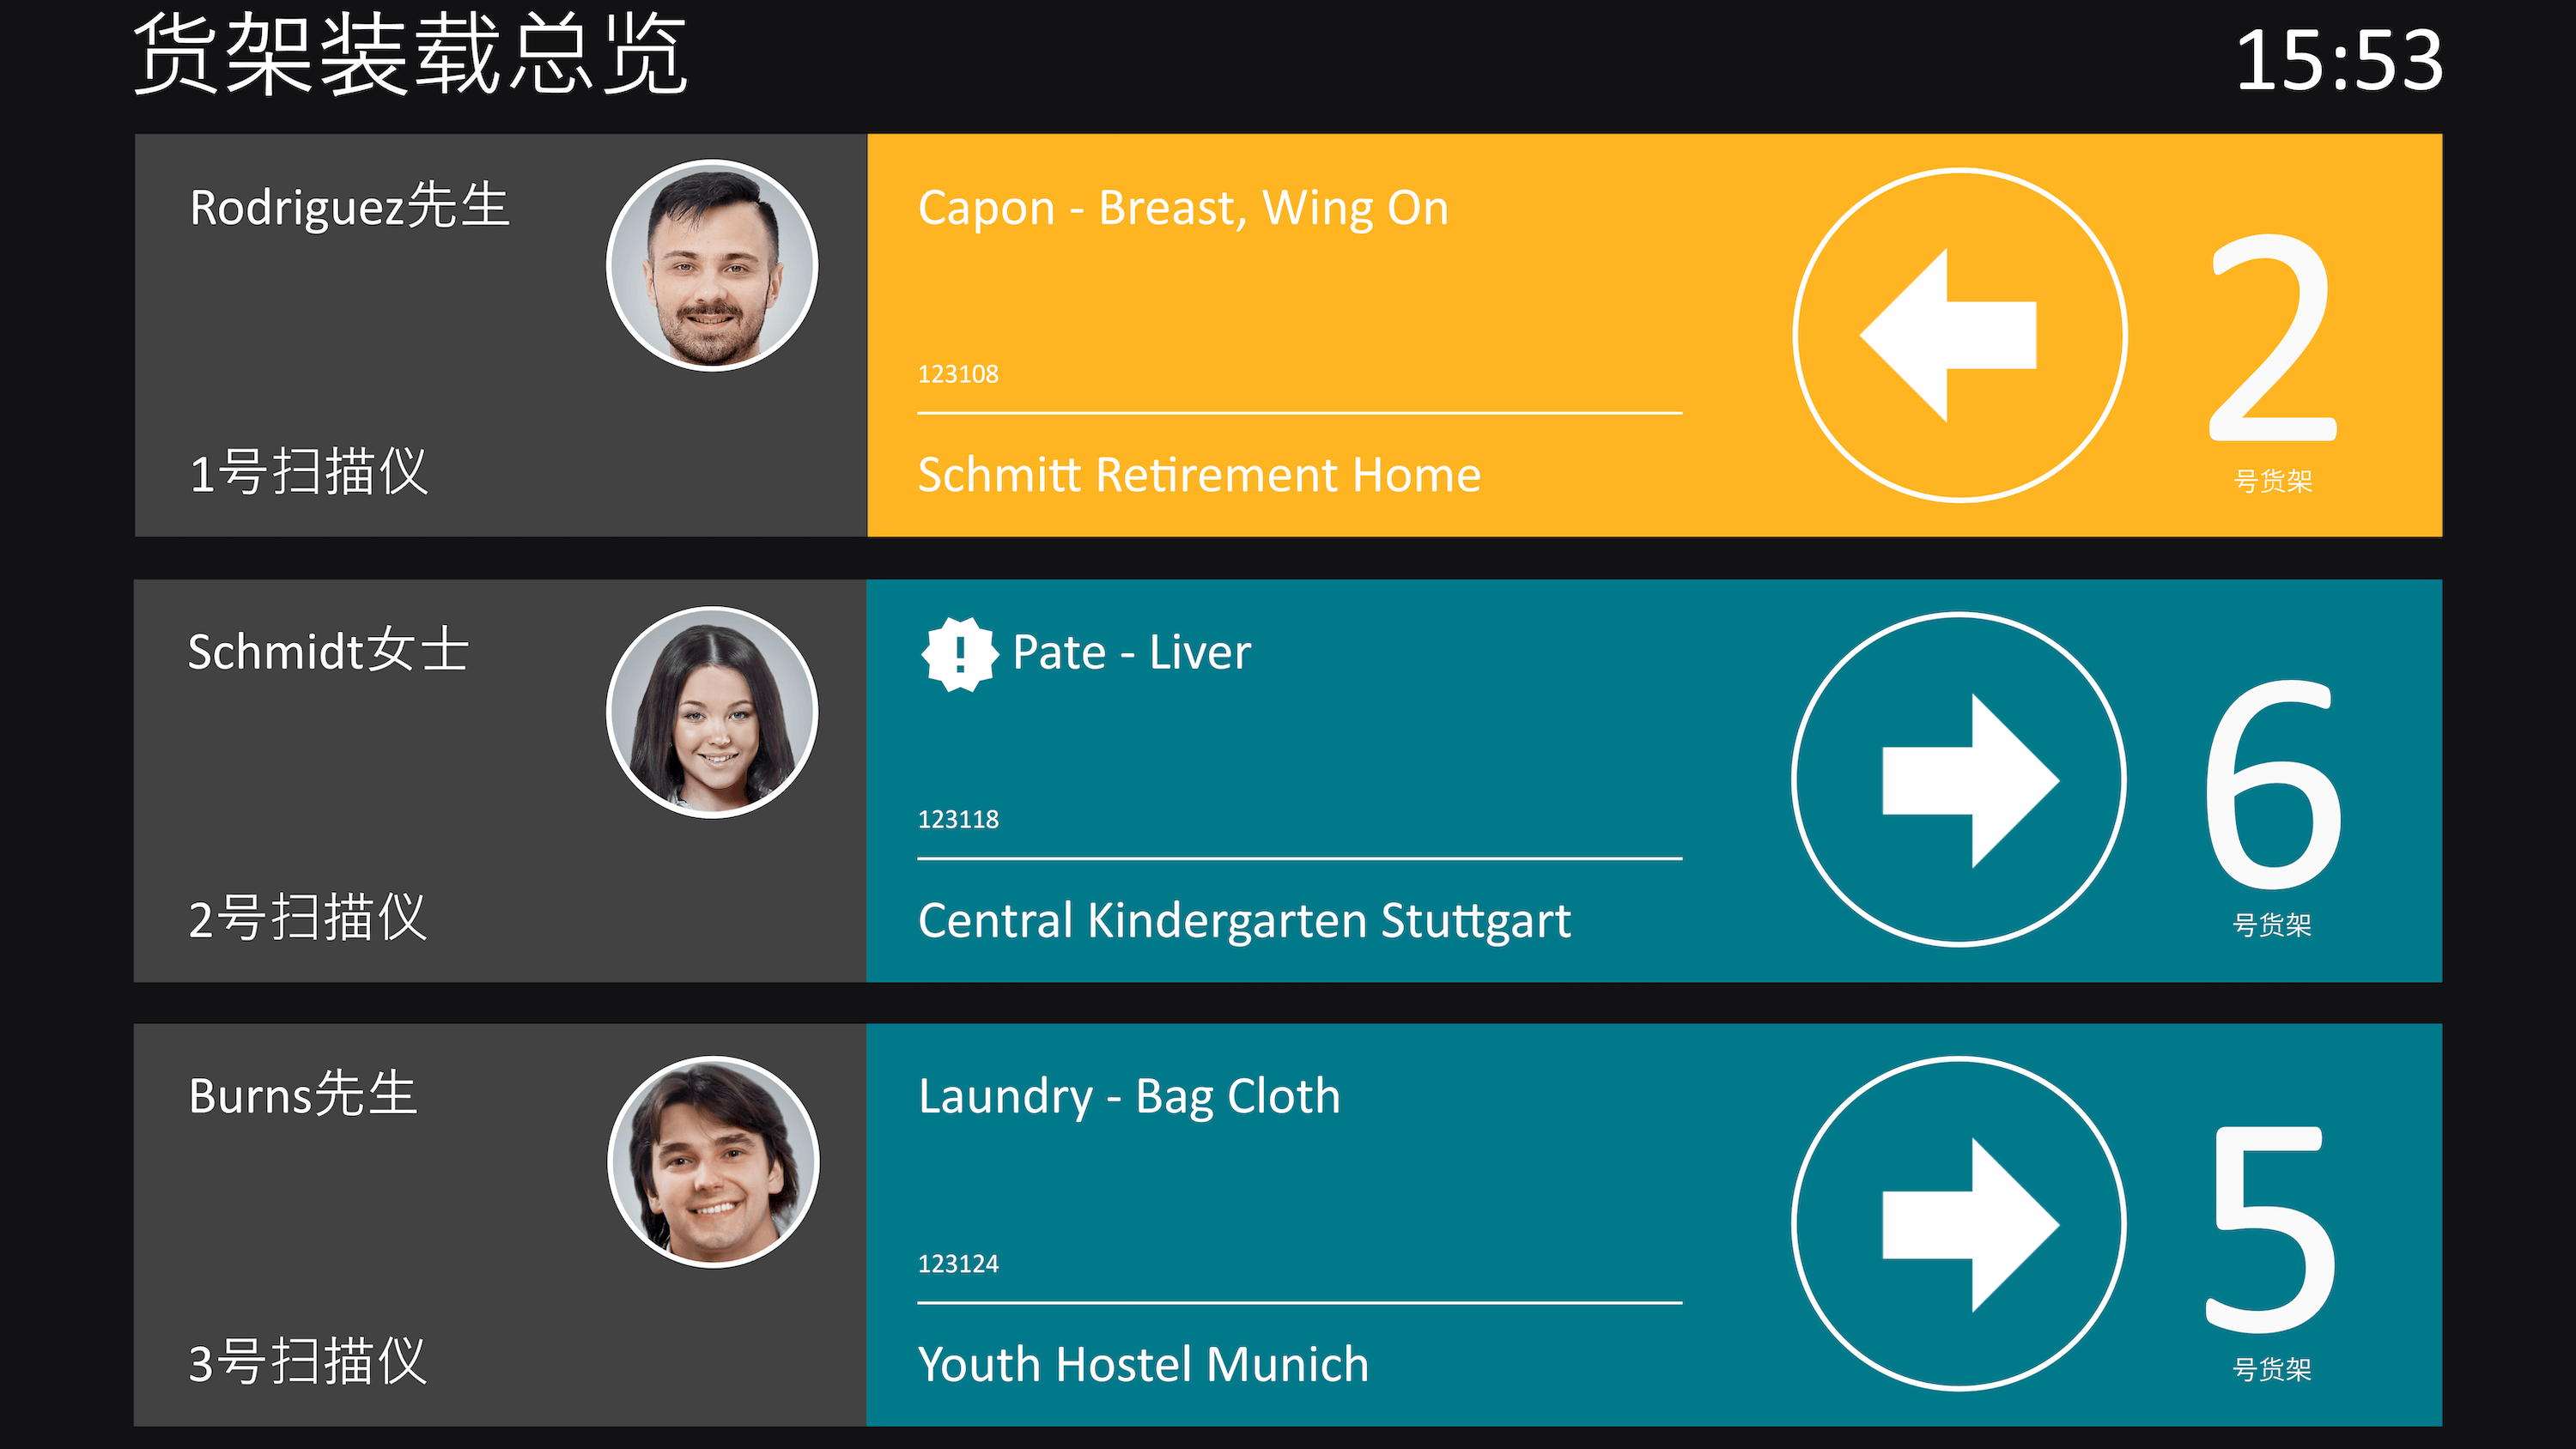 货架装载总览
15:53
Rodriguez先生
1号扫描仪
Capon - Breast, Wing On
123108
Schmitt Retirement Home
2
号货架
Schmidt女士
2号扫描仪
Pate - Liver
123118
Central Kindergarten Stuttgart
6
号货架
Burns先生
3号扫描仪
Laundry - Bag Cloth
123124
Youth Hostel Munich
5
号货架